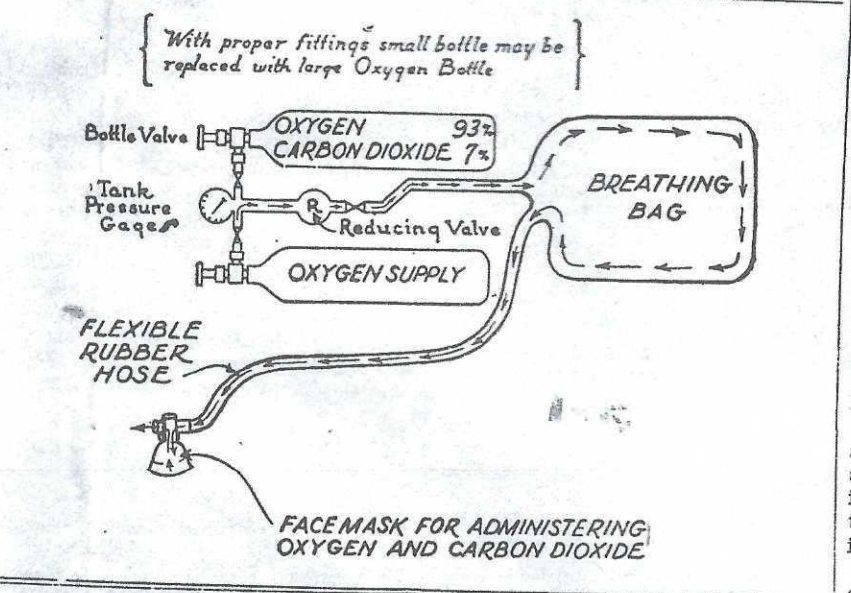 With proper fittings small bottle may be
replaced with large Oxygen Bottle
Bottle Valve
OXYGEN 93%
CARBON DIOXIDE 7%
Tank
Pressure
Gage
R
Reducing Valve
BREATHING
BAG
OXYGEN SUPPLY
FLEXIBLE
RUBBER
HOSE
FACE MASK FOR ADMINISTERING
OXYGEN AND CARBON DIOXIDE